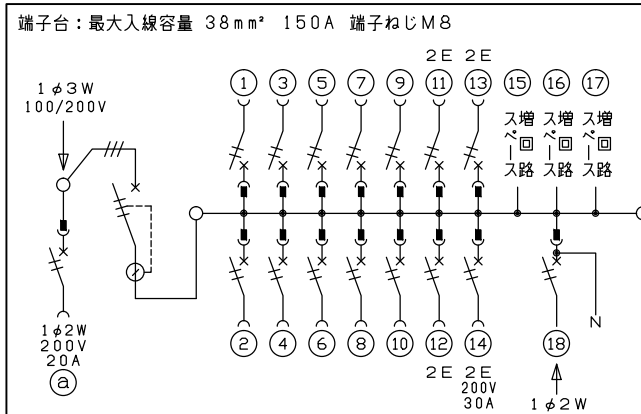 端子台：最大入線容量 38mm² 150A 端子ねじM8
2E 2E
1φ3W
100/200V
① ③ ⑤ ⑦ ⑨ ⑪ ⑬ ⑮ ⑯ ⑰
増回路スペース 増回路スペース 増回路スペース
1φ2W
200V
20A
ⓐ
② ④ ⑥ ⑧ ⑩ ⑫ ⑭ ⑱
N
2E 2E
200V
30A
1φ2W